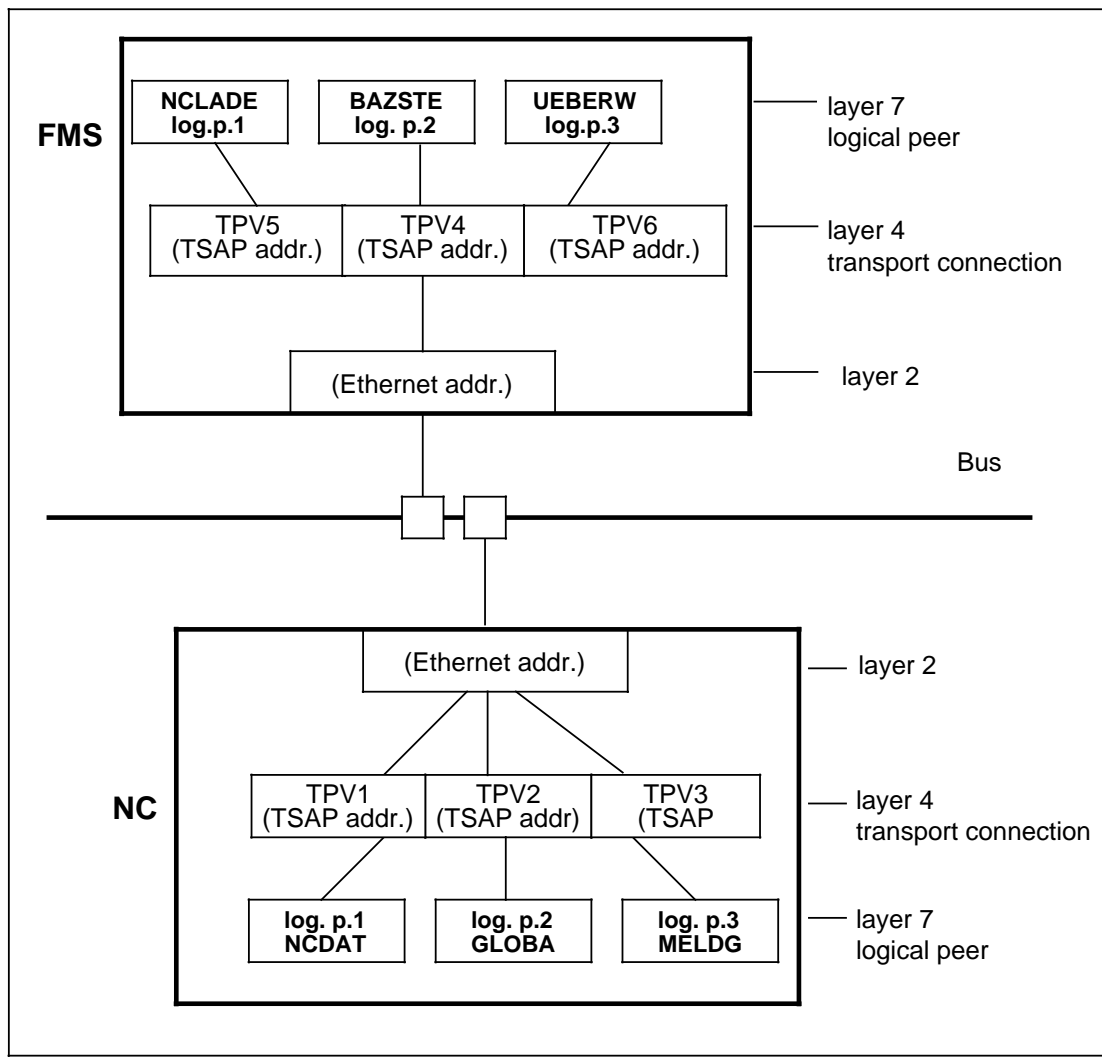 NCLADE
log.p.1
BAZSTE
log. p.2
UEBERW
log.p.3
layer 7
logical peer
FMS
TPV5
(TSAP addr.)
TPV4
(TSAP addr.)
TPV6
(TSAP addr.)
layer 4
transport connection
(Ethernet addr.)
layer 2
Bus
(Ethernet addr.)
layer 2
NC
TPV1
(TSAP addr.)
TPV2
(TSAP addr)
TPV3
(TSAP
layer 4
transport connection
log. p.1
NCDAT
log. p.2
GLOBA
log. p.3
MELDG
layer 7
logical peer